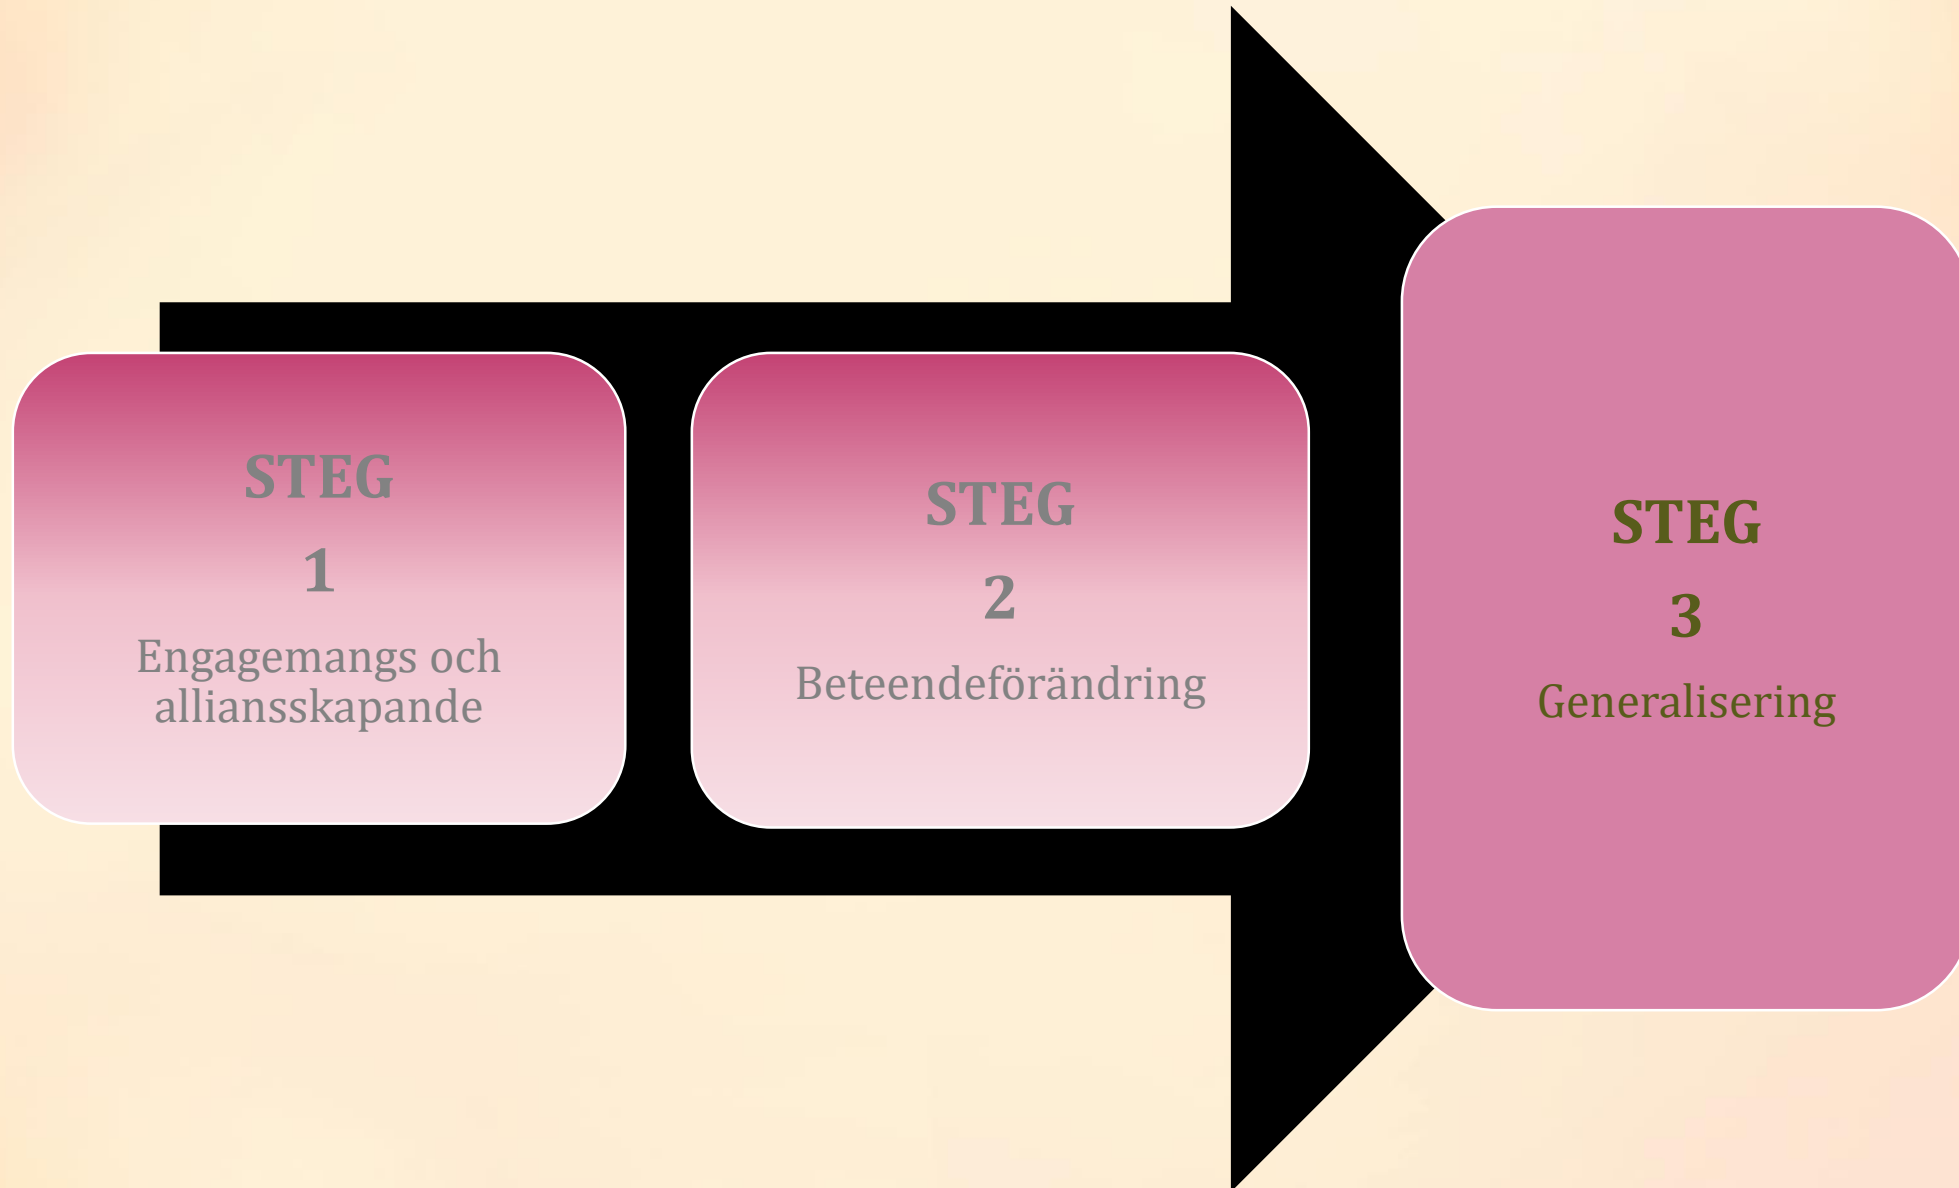 STEG
1
Engagemangs och
alliansskapande
STEG
2
Beteendeförändring
STEG
3
Generalisering